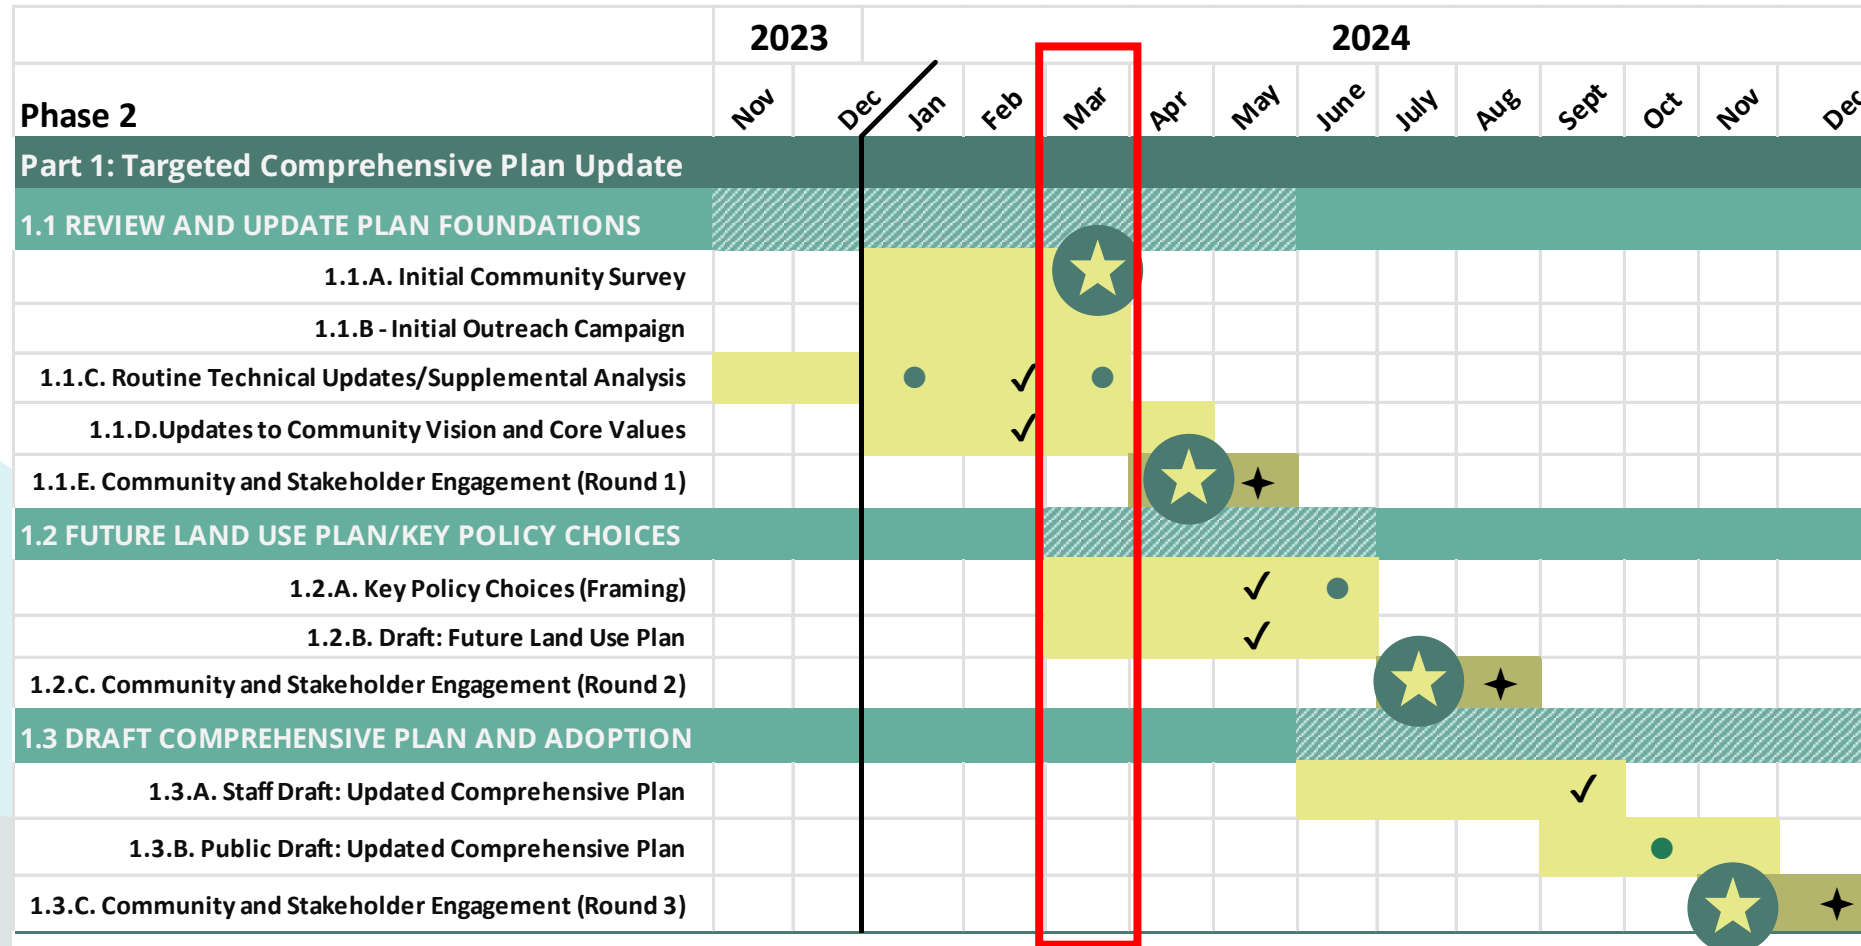 2023 2024
Phase 2 Nov Dec Jan Feb Mar Apr May June July Aug Sept Oct Nov Dec
Part 1: Targeted Comprehensive Plan Update
1.1 REVIEW AND UPDATE PLAN FOUNDATIONS
1.1.A. Initial Community Survey
1.1.B - Initial Outreach Campaign
1.1.C. Routine Technical Updates/Supplemental Analysis
1.1.D.Updates to Community Vision and Core Values
1.1.E. Community and Stakeholder Engagement (Round 1)
1.2 FUTURE LAND USE PLAN/KEY POLICY CHOICES
1.2.A. Key Policy Choices (Framing)
1.2.B. Draft: Future Land Use Plan
1.2.C. Community and Stakeholder Engagement (Round 2)
1.3 DRAFT COMPREHENSIVE PLAN AND ADOPTION
1.3.A. Staff Draft: Updated Comprehensive Plan
1.3.B. Public Draft: Updated Comprehensive Plan
1.3.C. Community and Stakeholder Engagement (Round 3)